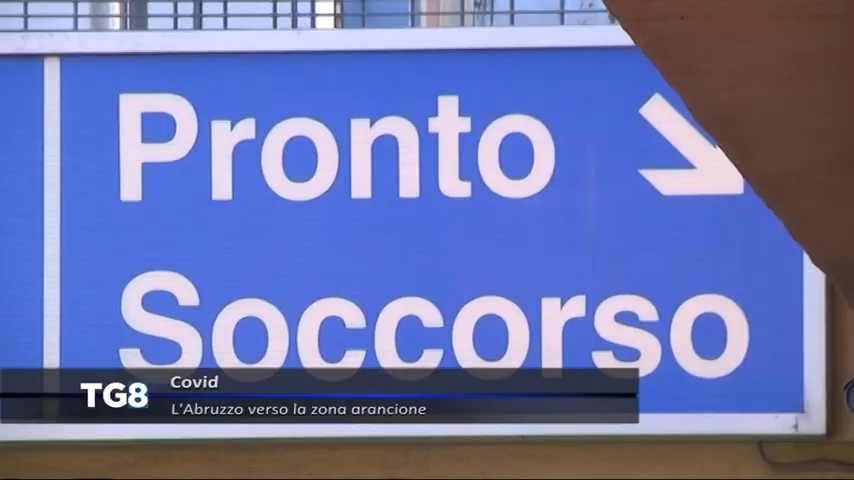 Pronto
Soccorso
TG8
Covid
L'Abruzzo verso la zona arancione